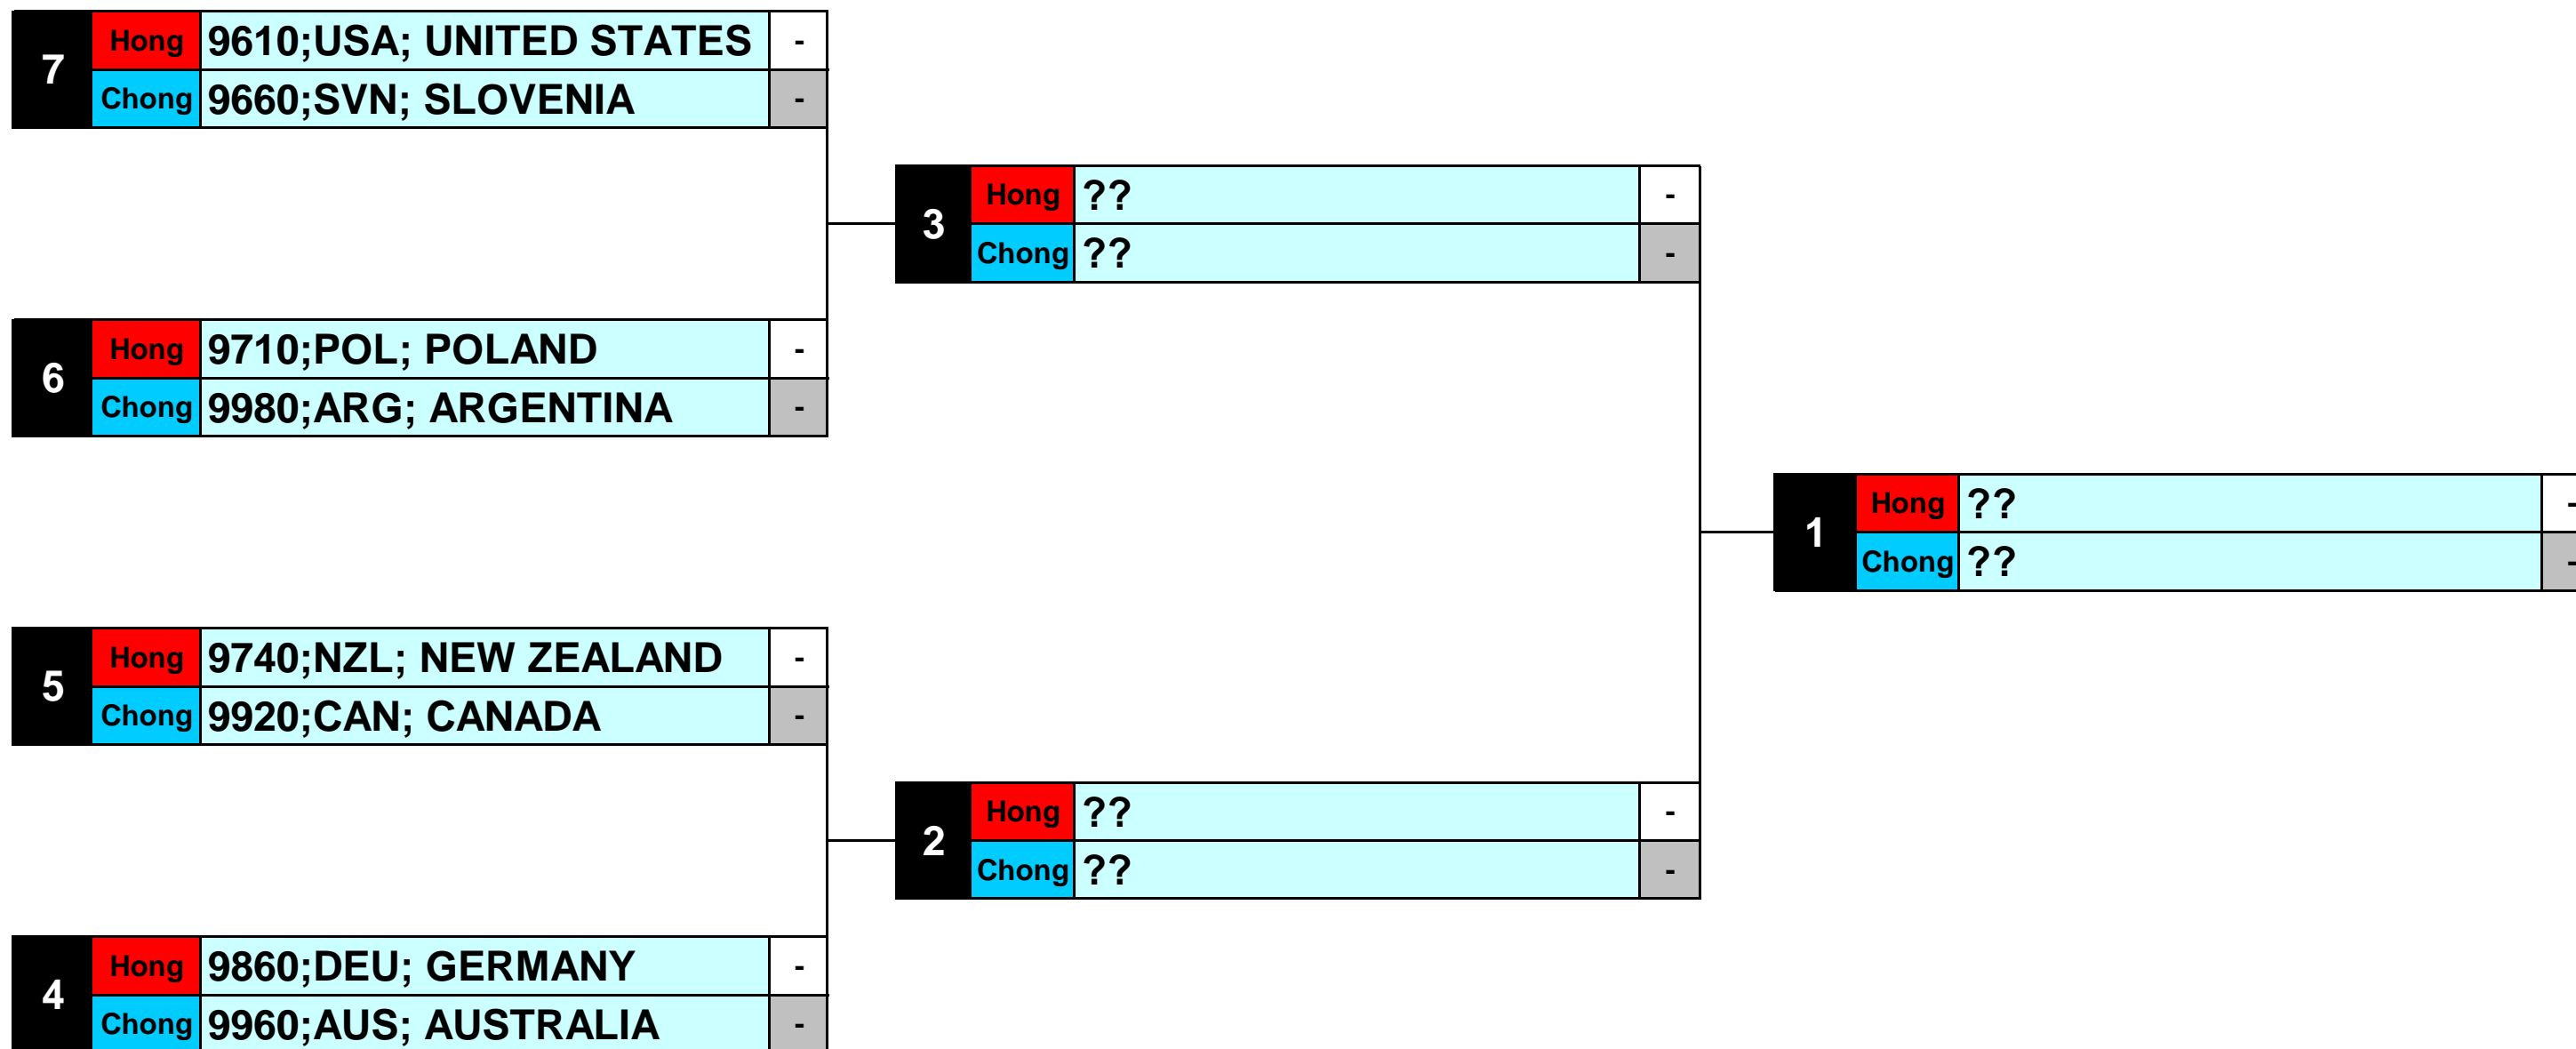 7
Hong 9610;USA; UNITED STATES -
Chong 9660;SVN; SLOVENIA -
3
Hong ?? -
Chong ?? -
6
Hong 9710;POL; POLAND -
Chong 9980;ARG; ARGENTINA -
1
Hong ?? -
Chong ?? -
5
Hong 9740;NZL; NEW ZEALAND -
Chong 9920;CAN; CANADA -
2
Hong ?? -
Chong ?? -
4
Hong 9860;DEU; GERMANY -
Chong 9960;AUS; AUSTRALIA -